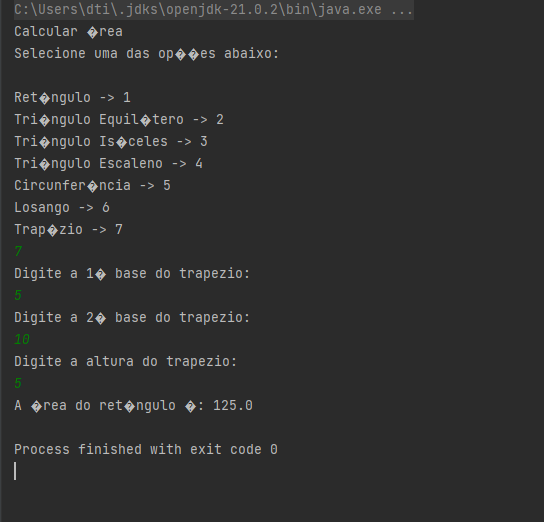 C:\Users\dti\.jdks\openjdk-21.0.2\bin\java.exe ...
Calcular �rea
Selecione uma das op��es abaixo:
Ret�ngulo -> 1
Tri�ngulo Equil�tero -> 2
Tri�ngulo Is�celes -> 3
Tri�ngulo Escaleno -> 4
Circunfer�ncia -> 5
Losango -> 6
Trap�zio -> 7
7
Digite a 1� base do trapezio:
5
Digite a 2� base do trapezio:
10
Digite a altura do trapezio:
5
A �rea do ret�ngulo �: 125.0
Process finished with exit code 0